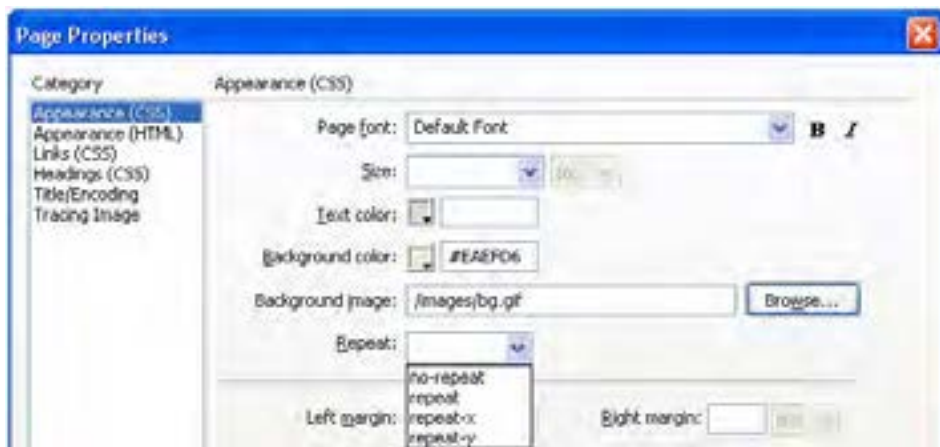 Page Properties
Category
Appearance (CSS)
Appearance (CSS)
Appearance (HTML)
Links (CSS)
Headings (CSS)
Title/Encoding
Tracing Image
Page font: Default Font B I
Size:
Text color:
Background color: #EAEFD6
Background image: /images/bg.gif Browse...
Repeat:
no-repeat
repeat
repeat-x
repeat-y
Left margin:
Right margin: